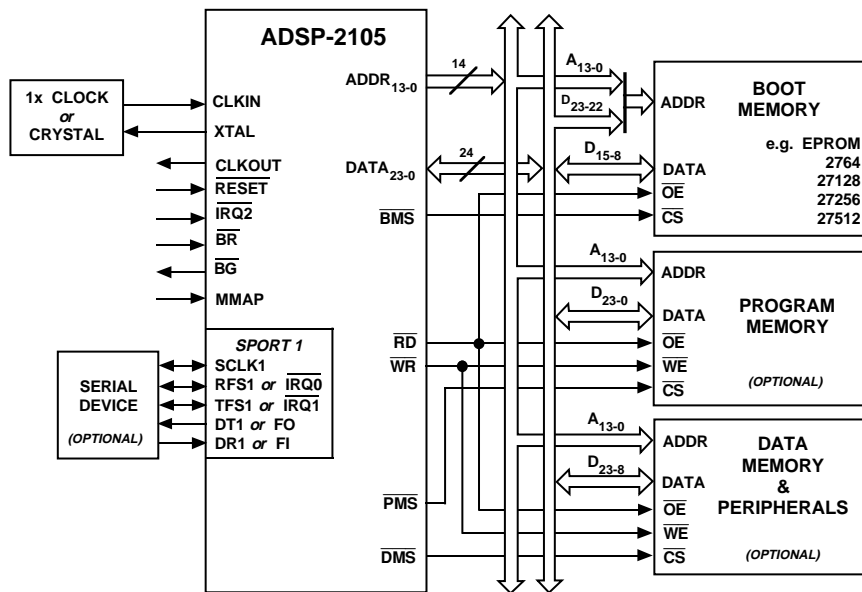 ADSP-2105
1x CLOCK
or
CRYSTAL
CLKIN
XTAL
CLKOUT
RESET
IRQ2
BR
BG
MMAP
SPORT 1
SCLK1
RFS1 or IRQ0
TFS1 or IRQ1
DT1 or FO
DR1 or FI
SERIAL
DEVICE
(OPTIONAL)
ADDR13-0
14
DATA23-0
24
BMS
RD
WR
PMS
DMS
A13-0
D23-22
D15-8
ADDR
DATA
OE
CS
BOOT
MEMORY
e.g. EPROM
2764
27128
27256
27512
A13-0
D23-0
ADDR
DATA
OE
WE
CS
PROGRAM
MEMORY
(OPTIONAL)
A13-0
D23-8
ADDR
DATA
OE
WE
CS
DATA
MEMORY
&
PERIPHERALS
(OPTIONAL)